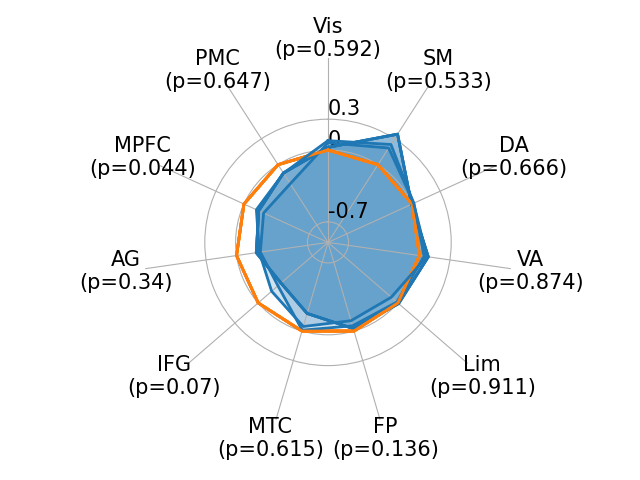 Vis
(p=0.592)
PMC
(p=0.647)
SM
(p=0.533)
0.3
0
MPFC
(p=0.044)
DA
(p=0.666)
-0.7
AG
(p=0.34)
VA
(p=0.874)
IFG
(p=0.07)
Lim
(p=0.911)
MTC
(p=0.615)
FP
(p=0.136)